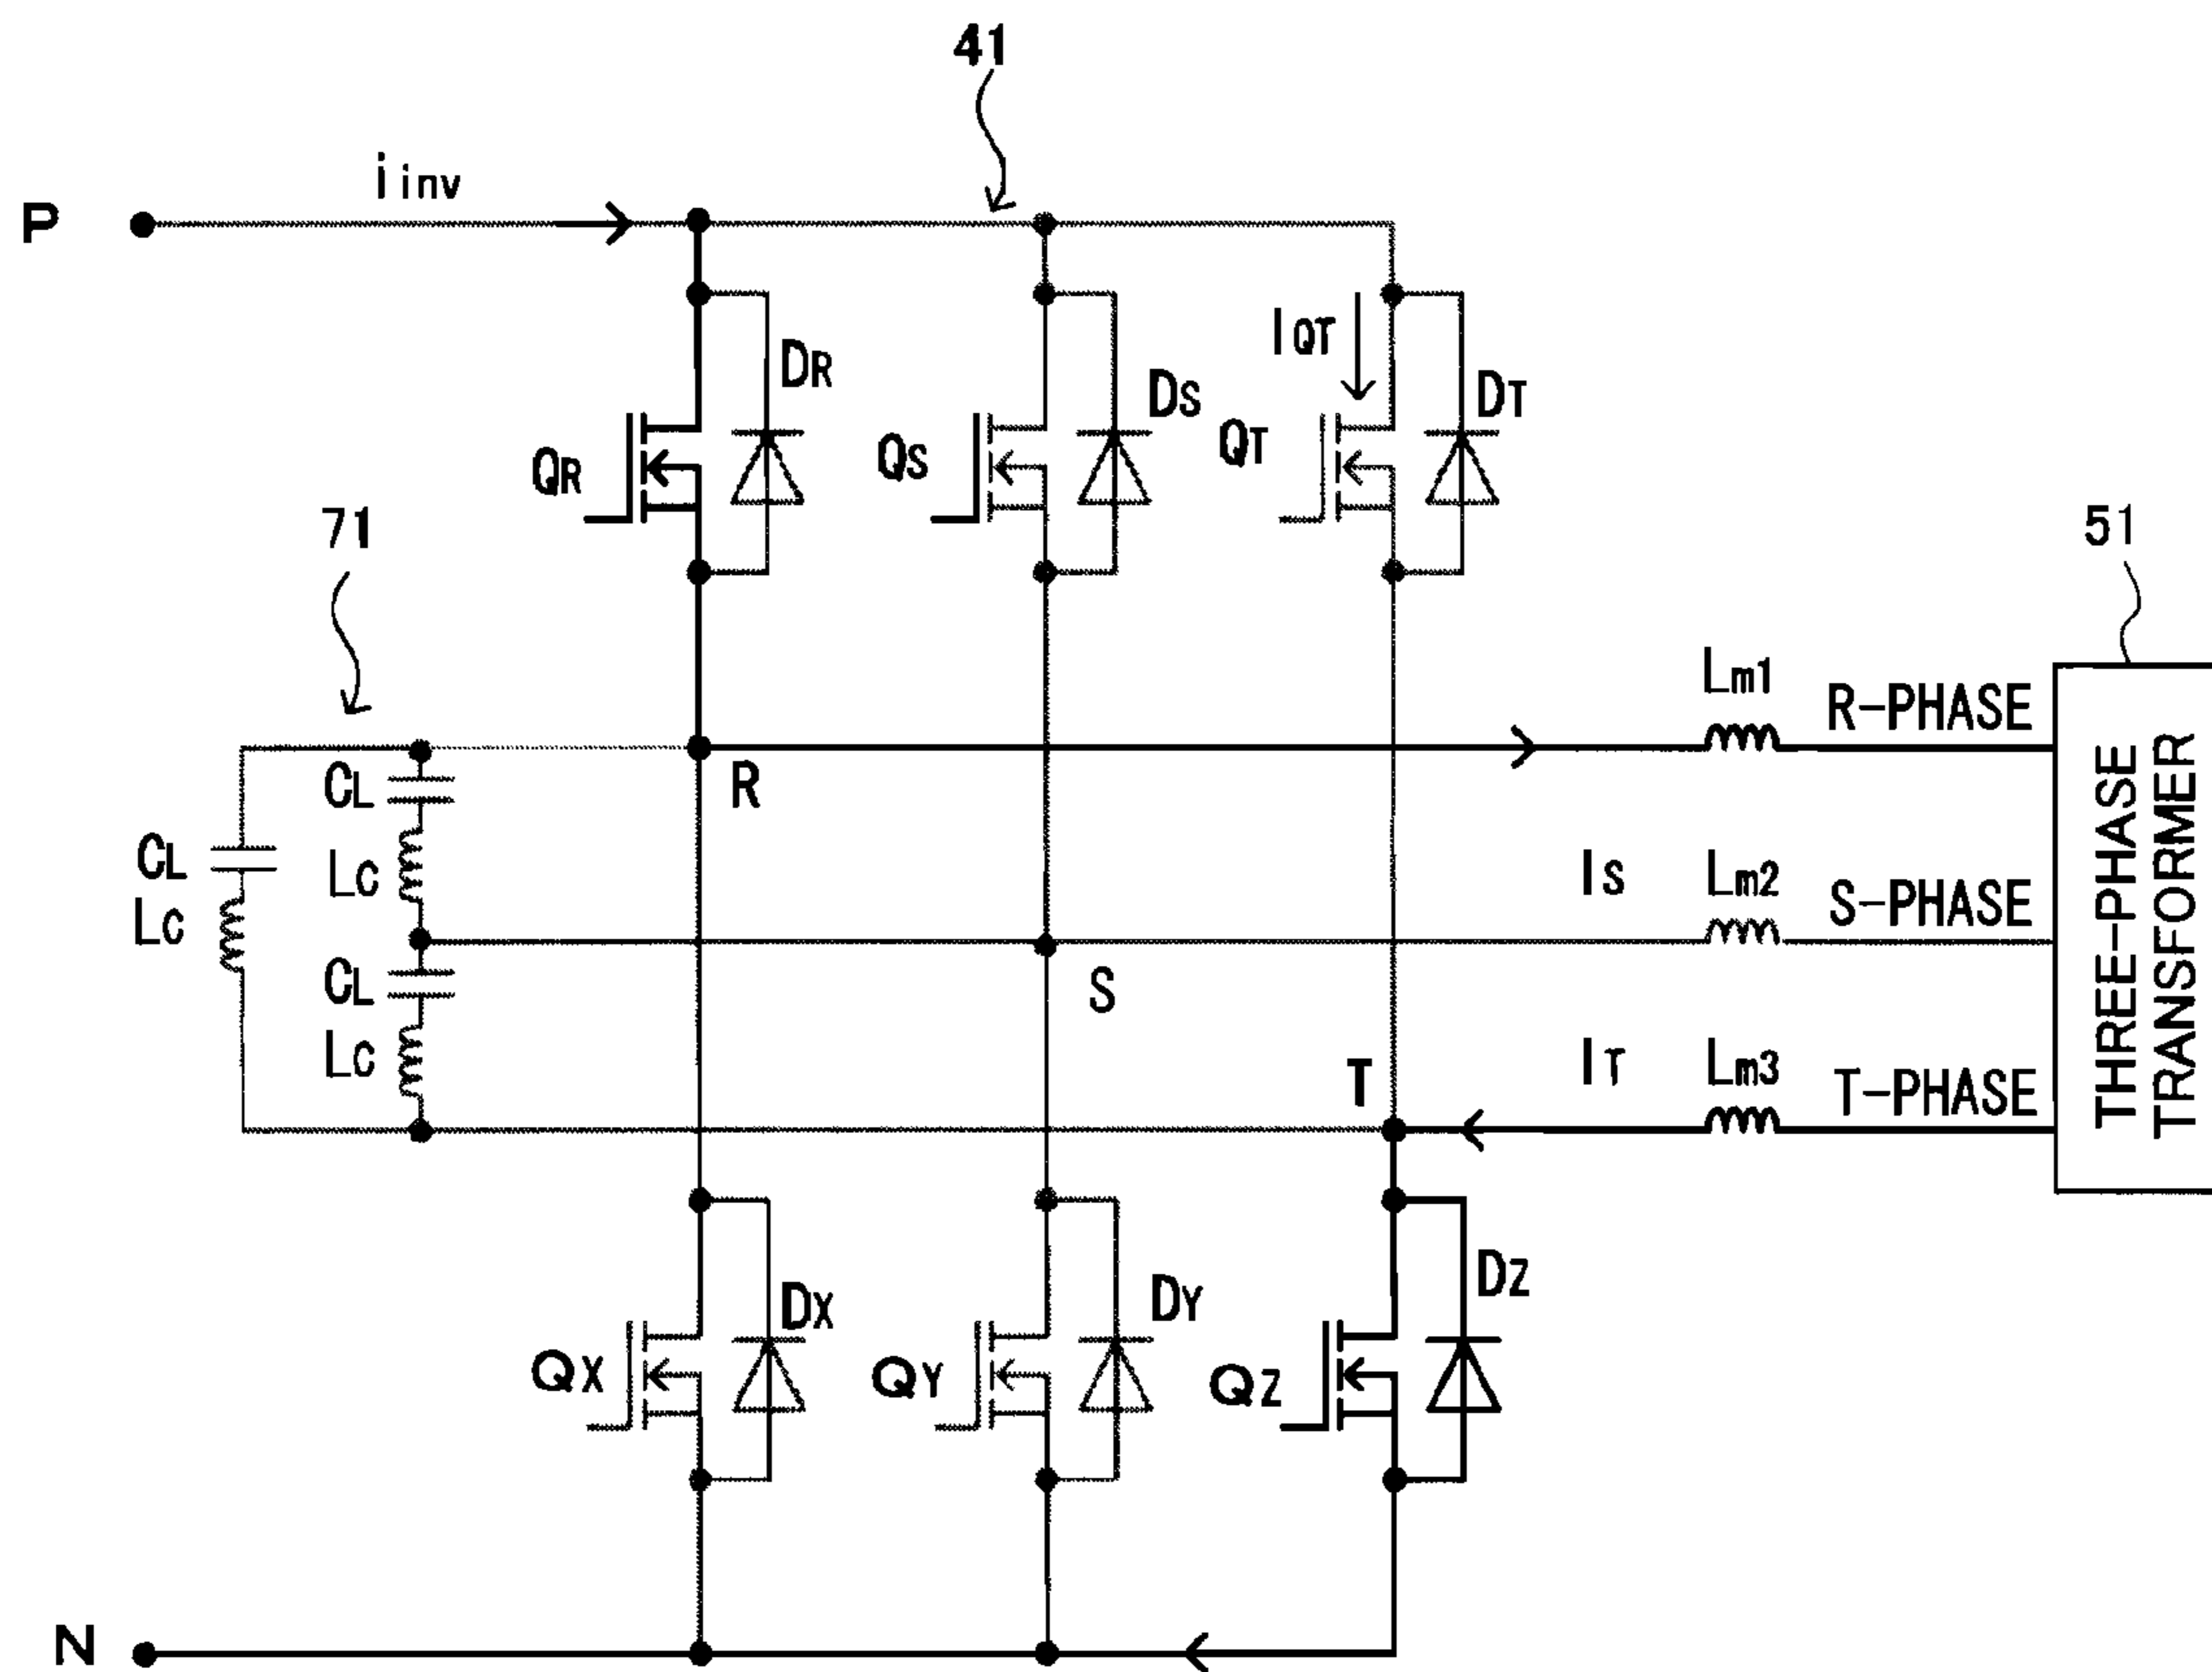 41
i inv
P
DR
IQT
DS
DT
QR
QS
QT
71
51
Lm1
R-PHASE
CL
R
CL
LC
IS
Lm2
S-PHASE
LC
CL
S
LC
T
IT
Lm3
T-PHASE
THREE-PHASE
TRANSFORMER
DX
DY
DZ
QX
QY
QZ
N